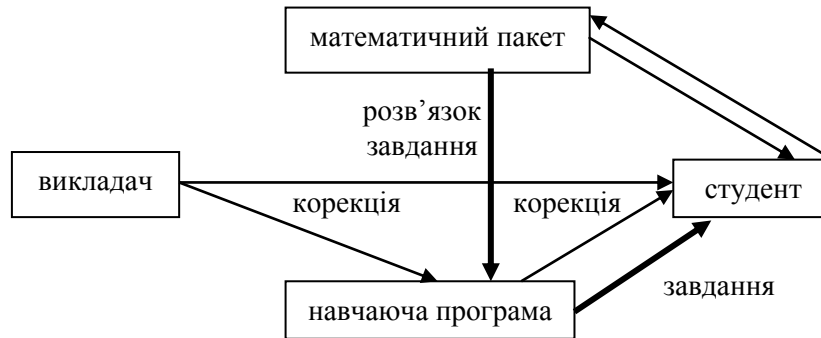 математичний пакет
розв’язок
завдання
викладач
студент
корекція
корекція
завдання
навчаюча програма